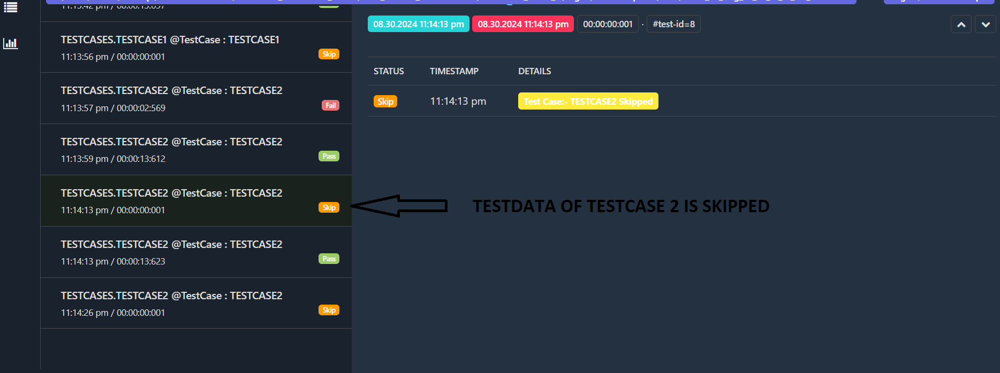 TESTCASES.TESTCASE1 @TestCase : TESTCASE1
11:13:56 pm / 00:00:00:001
Skip
TESTCASES.TESTCASE2 @TestCase : TESTCASE2
11:13:57 pm / 00:00:02:569
Fail
TESTCASES.TESTCASE2 @TestCase : TESTCASE2
11:13:59 pm / 00:00:13:612
Pass
TESTCASES.TESTCASE2 @TestCase : TESTCASE2
11:14:13 pm / 00:00:00:001
Skip
TESTCASES.TESTCASE2 @TestCase : TESTCASE2
11:14:13 pm / 00:00:13:623
Pass
TESTCASES.TESTCASE2 @TestCase : TESTCASE2
11:14:26 pm / 00:00:00:001
Skip
08.30.2024 11:14:13 pm 08.30.2024 11:14:13 pm 00:00:00:001 · #test-id=8
STATUS TIMESTAMP DETAILS
Skip 11:14:13 pm Test Case:- TESTCASE2 Skipped
TESTDATA OF TESTCASE 2 IS SKIPPED